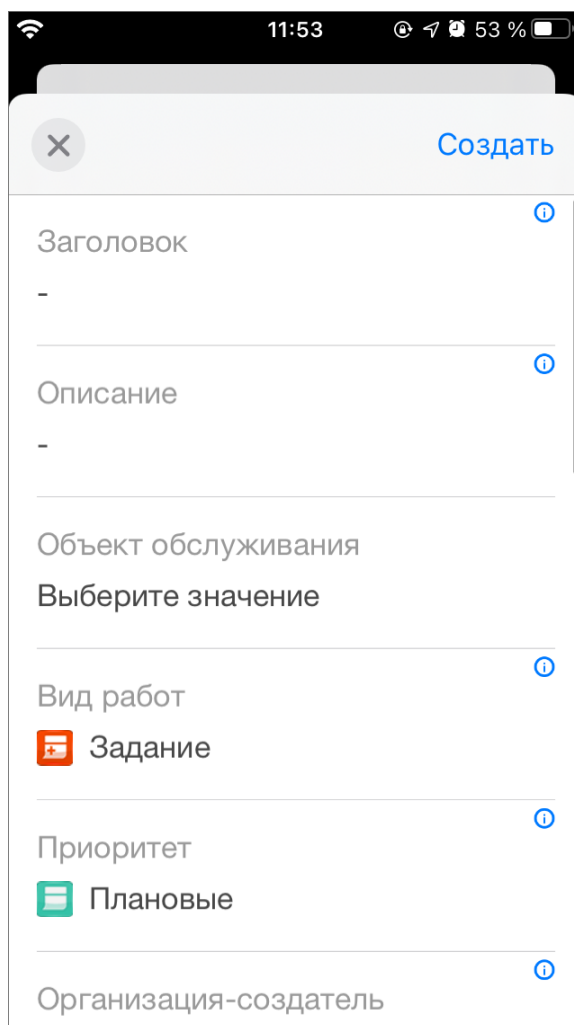 11:53 53 %
Создать
Заголовок
-
Описание
-
Объект обслуживания
Выберите значение
Вид работ
Задание
Приоритет
Плановые
Организация-создатель